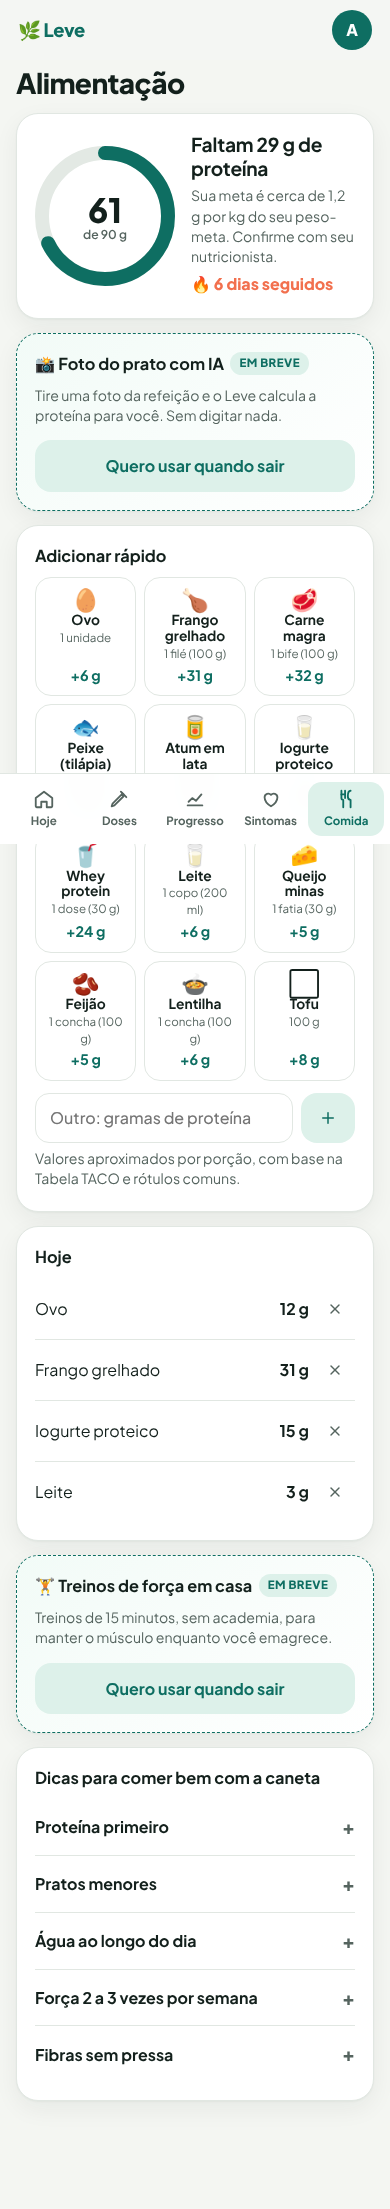 Leve
A
Alimentação
61
de 90 g
Faltam 29 g de
proteína
Sua meta é cerca de 1,2
g por kg do seu peso-
meta. Confirme com seu
nutricionista.
6 dias seguidos
Foto do prato com IA EM BREVE
Tire uma foto da refeição e o Leve calcula a
proteína para você. Sem digitar nada.
Quero usar quando sair
Adicionar rápido
Ovo
1 unidade
+6 g
Frango
grelhado
1 filé (100 g)
+31 g
Carne
magra
1 bife (100 g)
+32 g
Peixe
(tilápia)
Atum em
lata
Iogurte
proteico
Hoje
Doses
Progresso
Sintomas
Comida
Whey
protein
1 dose (30 g)
+24 g
Leite
1 copo (200
ml)
+6 g
Queijo
minas
1 fatia (30 g)
+5 g
Feijão
1 concha (100
g)
+5 g
Lentilha
1 concha (100
g)
+6 g
Tofu
100 g
+8 g
Outro: gramas de proteína
+
Valores aproximados por porção, com base na
Tabela TACO e rótulos comuns.
Hoje
Ovo 12 g ×
Frango grelhado 31 g ×
Iogurte proteico 15 g ×
Leite 3 g ×
Treinos de força em casa EM BREVE
Treinos de 15 minutos, sem academia, para
manter o músculo enquanto você emagrece.
Quero usar quando sair
Dicas para comer bem com a caneta
Proteína primeiro +
Pratos menores +
Água ao longo do dia +
Força 2 a 3 vezes por semana +
Fibras sem pressa +